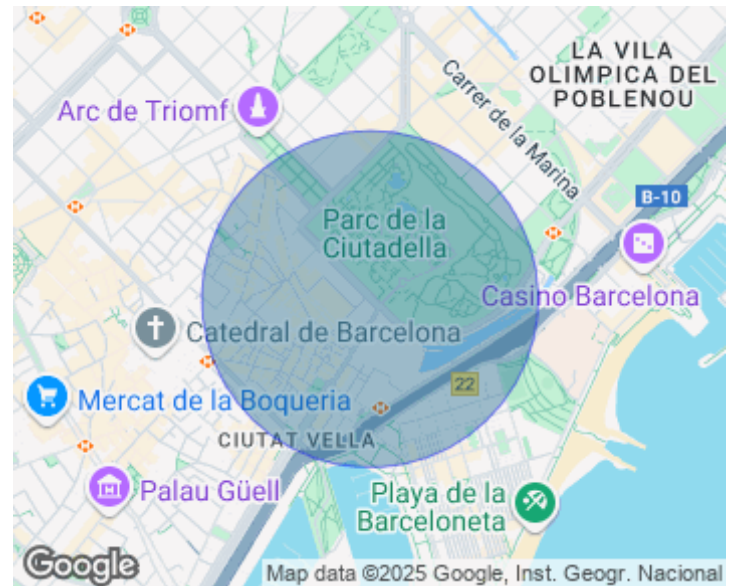 LA VILA
OLIMPICA DEL
POBLENOU
Arc de Triomf
Carrer de la Marina
B-10
Parc de la
Ciutadella
Casino Barcelona
Catedral de Barcelona
22
Mercat de la Boqueria
CIUTAT VELLA
Palau Güell
Playa de la
Barceloneta
Google
Map data ©2025 Google, Inst. Geogr. Nacional